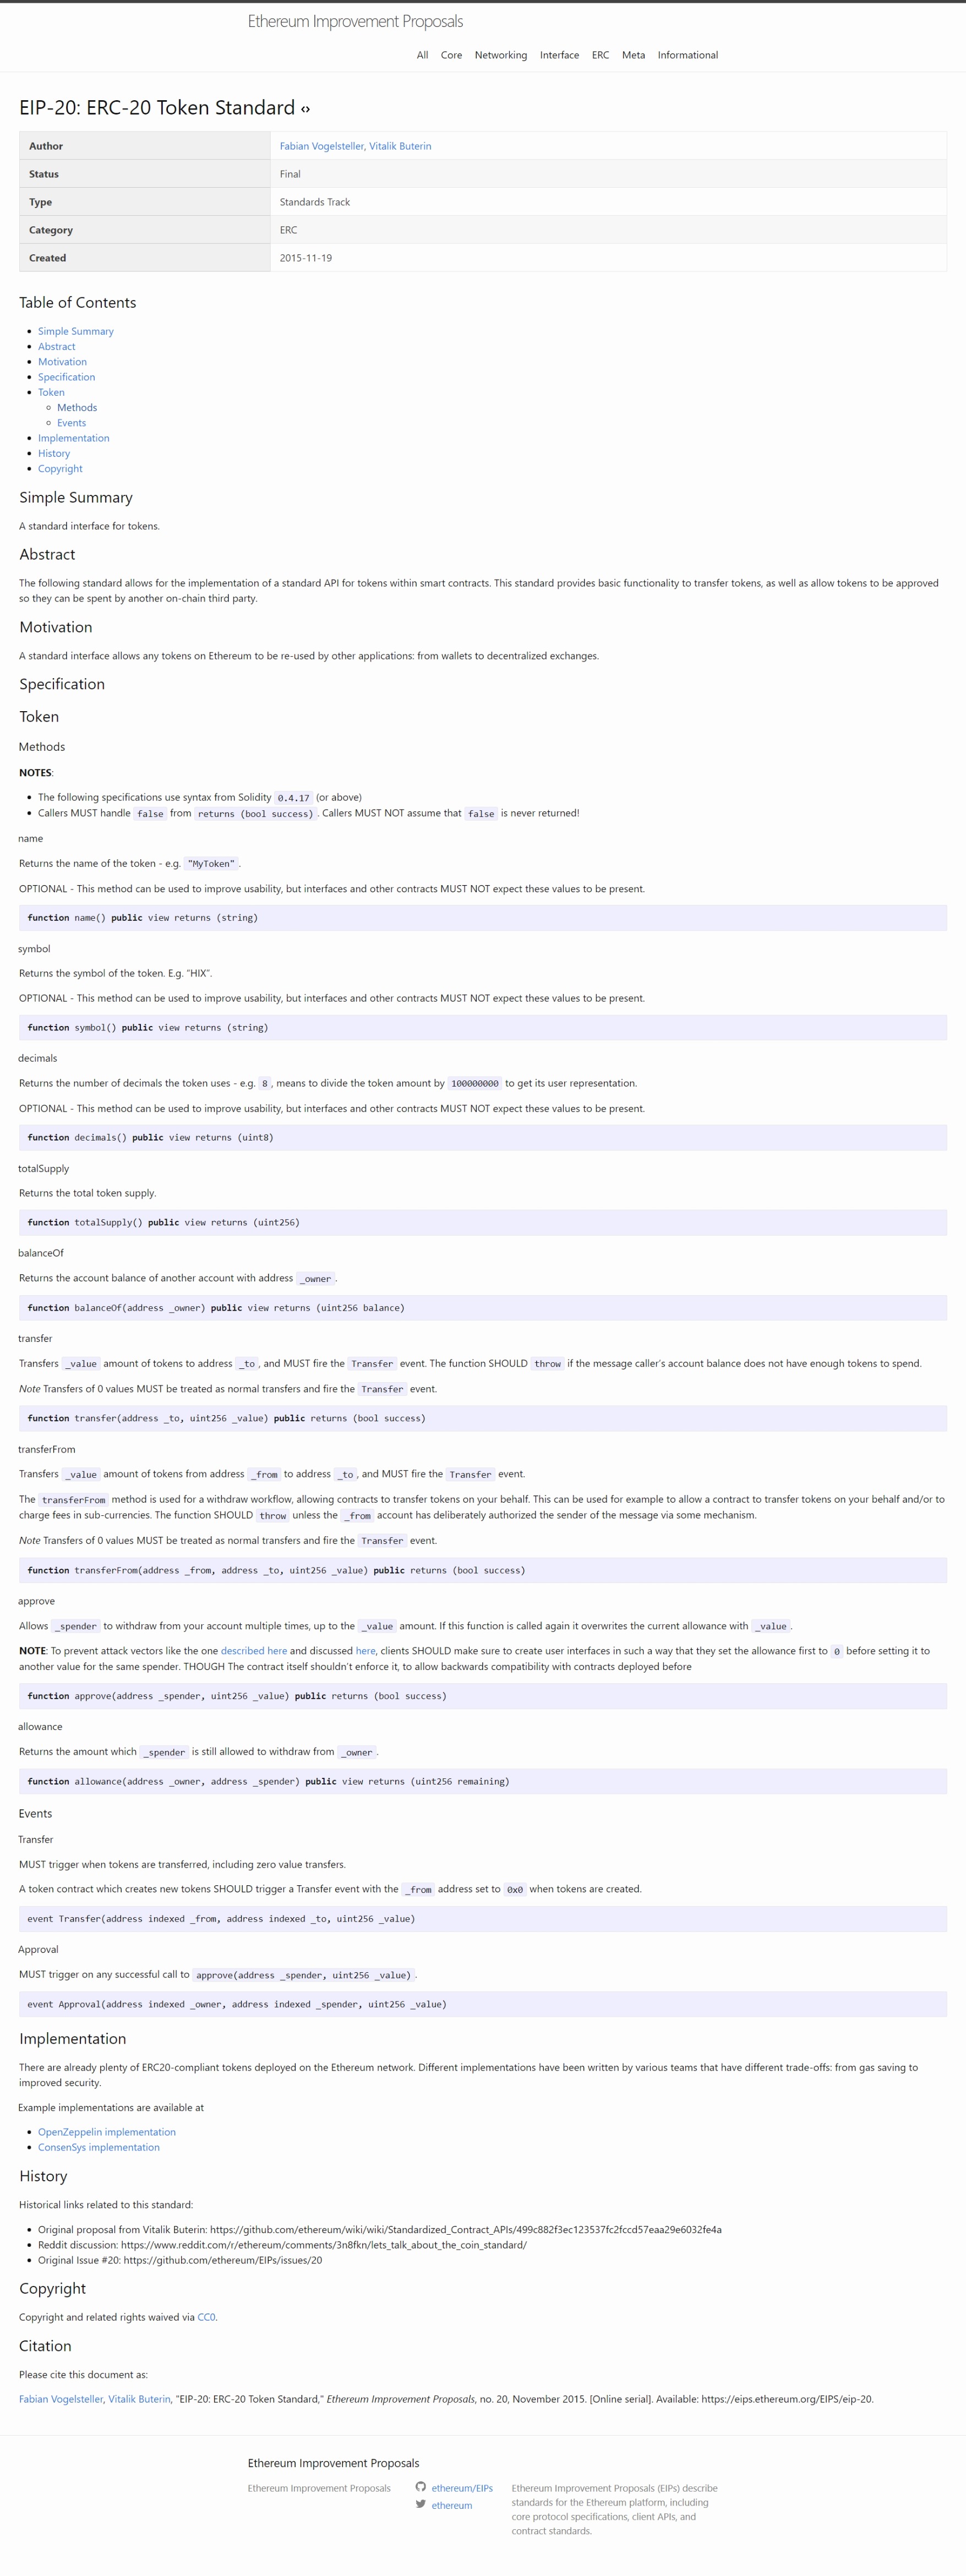 Ethereum Improvement Proposals
All Core Networking Interface ERC Meta Informational
EIP-20: ERC-20 Token Standard
Author Fabian Vogelsteller, Vitalik Buterin
Status Final
Type Standards Track
Category ERC
Created 2015-11-19
Table of Contents
Simple Summary
Abstract
Motivation
Specification
Token
Methods
Events
Implementation
History
Copyright
Simple Summary
A standard interface for tokens.
Abstract
The following standard allows for the implementation of a standard API for tokens within smart contracts. This standard provides basic functionality to transfer tokens, as well as allow tokens to be approved
so they can be spent by another on-chain third party.
Motivation
A standard interface allows any tokens on Ethereum to be re-used by other applications: from wallets to decentralized exchanges.
Specification
Token
Methods
NOTES:
The following specifications use syntax from Solidity 0.4.17 (or above)
Callers MUST handle false from returns (bool success). Callers MUST NOT assume that false is never returned!
name
Returns the name of the token - e.g. "MyToken".
OPTIONAL - This method can be used to improve usability, but interfaces and other contracts MUST NOT expect these values to be present.
function name() public view returns (string)
symbol
Returns the symbol of the token. E.g. “HIX”.
OPTIONAL - This method can be used to improve usability, but interfaces and other contracts MUST NOT expect these values to be present.
function symbol() public view returns (string)
decimals
Returns the number of decimals the token uses - e.g. 8, means to divide the token amount by 100000000 to get its user representation.
OPTIONAL - This method can be used to improve usability, but interfaces and other contracts MUST NOT expect these values to be present.
function decimals() public view returns (uint8)
totalSupply
Returns the total token supply.
function totalSupply() public view returns (uint256)
balanceOf
Returns the account balance of another account with address _owner.
function balanceOf(address _owner) public view returns (uint256 balance)
transfer
Transfers _value amount of tokens to address _to, and MUST fire the Transfer event. The function SHOULD throw if the message caller’s account balance does not have enough tokens to spend.
Note Transfers of 0 values MUST be treated as normal transfers and fire the Transfer event.
function transfer(address _to, uint256 _value) public returns (bool success)
transferFrom
Transfers _value amount of tokens from address _from to address _to, and MUST fire the Transfer event.
The transferFrom method is used for a withdraw workflow, allowing contracts to transfer tokens on your behalf. This can be used for example to allow a contract to transfer tokens on your behalf and/or to
charge fees in sub-currencies. The function SHOULD throw unless the _from account has deliberately authorized the sender of the message via some mechanism.
Note Transfers of 0 values MUST be treated as normal transfers and fire the Transfer event.
function transferFrom(address _from, address _to, uint256 _value) public returns (bool success)
approve
Allows _spender to withdraw from your account multiple times, up to the _value amount. If this function is called again it overwrites the current allowance with _value.
NOTE: To prevent attack vectors like the one described here and discussed here, clients SHOULD make sure to create user interfaces in such a way that they set the allowance first to 0 before setting it to
another value for the same spender. THOUGH The contract itself shouldn’t enforce it, to allow backwards compatibility with contracts deployed before
function approve(address _spender, uint256 _value) public returns (bool success)
allowance
Returns the amount which _spender is still allowed to withdraw from _owner.
function allowance(address _owner, address _spender) public view returns (uint256 remaining)
Events
Transfer
MUST trigger when tokens are transferred, including zero value transfers.
A token contract which creates new tokens SHOULD trigger a Transfer event with the _from address set to 0x0 when tokens are created.
event Transfer(address indexed _from, address indexed _to, uint256 _value)
Approval
MUST trigger on any successful call to approve(address _spender, uint256 _value).
event Approval(address indexed _owner, address indexed _spender, uint256 _value)
Implementation
There are already plenty of ERC20-compliant tokens deployed on the Ethereum network. Different implementations have been written by various teams that have different trade-offs: from gas saving to
improved security.
Example implementations are available at
OpenZeppelin implementation
ConsenSys implementation
History
Historical links related to this standard:
Original proposal from Vitalik Buterin: https://github.com/ethereum/wiki/wiki/Standardized_Contract_APIs/499c882f3ec123537fc2fccd57eaa29e6032fe4a
Reddit discussion: https://www.reddit.com/r/ethereum/comments/3n8fkn/lets_talk_about_the_coin_standard/
Original Issue #20: https://github.com/ethereum/EIPs/issues/20
Copyright
Copyright and related rights waived via CC0.
Citation
Please cite this document as:
Fabian Vogelsteller, Vitalik Buterin, "EIP-20: ERC-20 Token Standard," Ethereum Improvement Proposals, no. 20, November 2015. [Online serial]. Available: https://eips.ethereum.org/EIPS/eip-20.
Ethereum Improvement Proposals
Ethereum Improvement Proposals
ethereum/EIPs
ethereum
Ethereum Improvement Proposals (EIPs) describe
standards for the Ethereum platform, including
core protocol specifications, client APIs, and
contract standards.